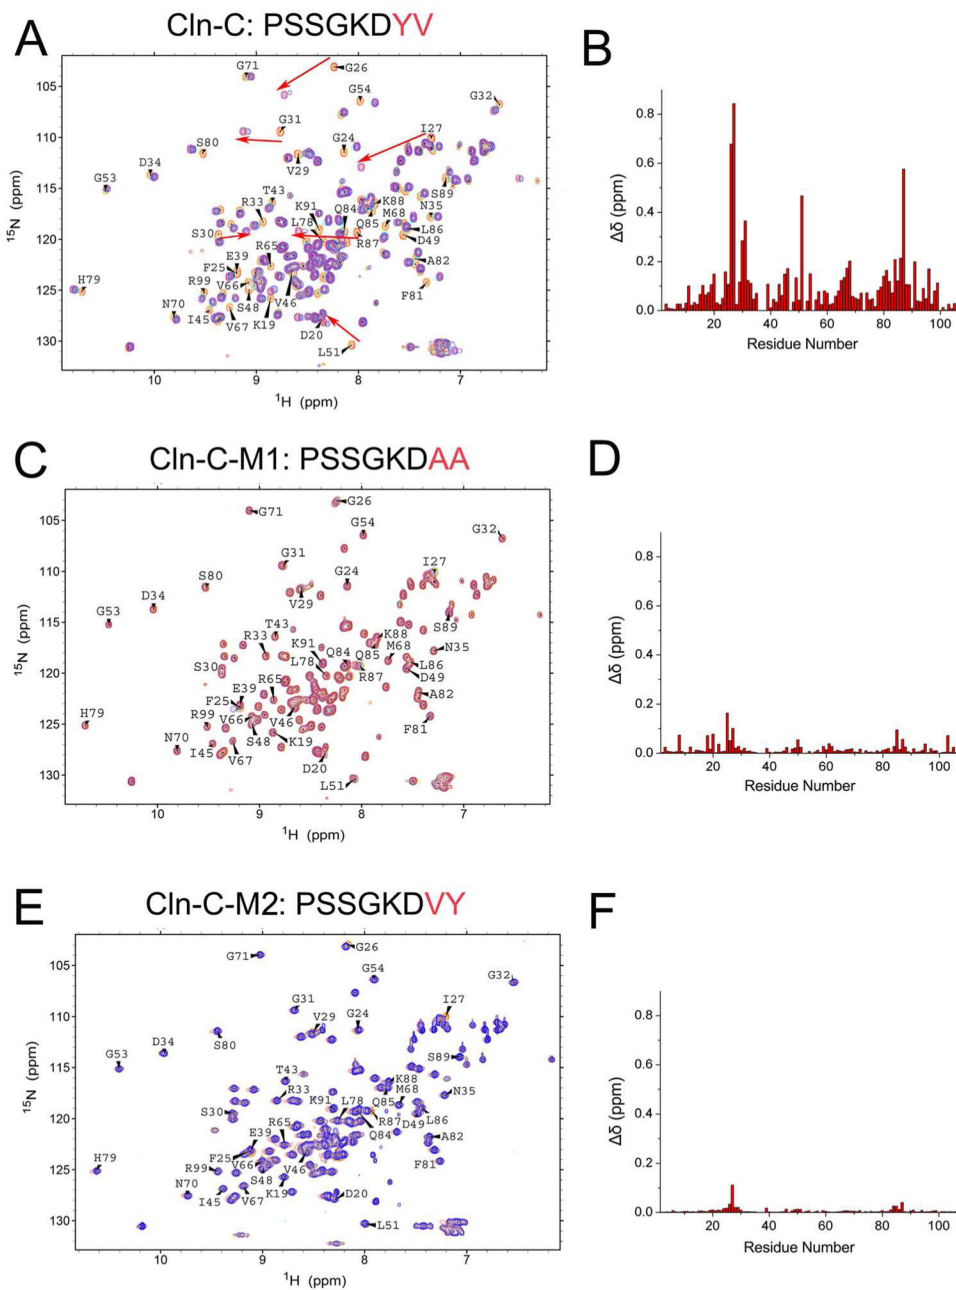 A
Cln-C: PSSGKDYV
B
G71
G26
G54
G32
G31
I27
S80
G24
D34
V29
G53
S89
T43
K88
R33
K91
Q84
M68
N35
L78
Q85
L86
S30
R87
D49
R65
E39
A82
F25
H79
R99
V66
F81
N70
S48
V46
I45
K19
V67
D20
L51
105
110
115
120
125
130
15N (ppm)
10
9
8
7
1H (ppm)
0.8
0.6
0.4
0.2
0.0
Δδ (ppm)
20
40
60
80
100
Residue Number
C
Cln-C-M1: PSSGKDAA
D
G26
G71
G54
G32
G31
I27
S80
G24
D34
V29
G53
S89
T43
K88
R33
K91
Q84
M68
N35
Q85
L86
S30
L78
R87
D49
R65
E39
A82
F25
H79
R99
V66
F81
V46
N70
S48
K19
I45
V67
D20
L51
105
110
115
120
125
130
15N (ppm)
10
9
8
7
1H (ppm)
0.8
0.6
0.4
0.2
0.0
Δδ (ppm)
20
40
60
80
100
Residue Number
E
Cln-C-M2: PSSGKDVY
F
G26
G71
G54
G32
G31
I27
V29
G24
D34
S80
G53
S89
T43
K88
R33
M68
N35
K91
L78
Q85
S30
R87
L86
R65
D49
E39
Q84
A82
F25
H79
R99
V66
F81
V46
N70
S48
I45
K19
D20
V67
L51
105
110
115
120
125
130
15N (ppm)
10
9
8
7
1H (ppm)
0.8
0.6
0.4
0.2
0.0
Δδ (ppm)
20
40
60
80
100
Residue Number